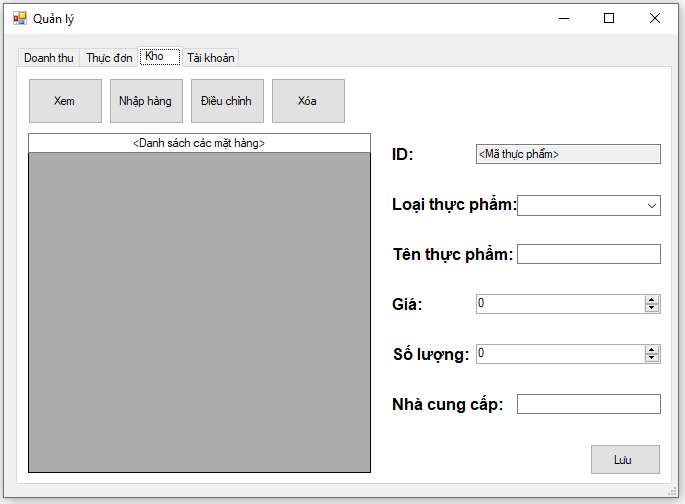 Quản lý
Doanh thu Thực đơn Kho Tài khoản
Xem Nhập hàng Điều chỉnh Xóa
<Danh sách các mặt hàng>
ID: <Mã thực phẩm>
Loại thực phẩm:
Tên thực phẩm:
Giá: 0
Số lượng: 0
Nhà cung cấp:
Lưu